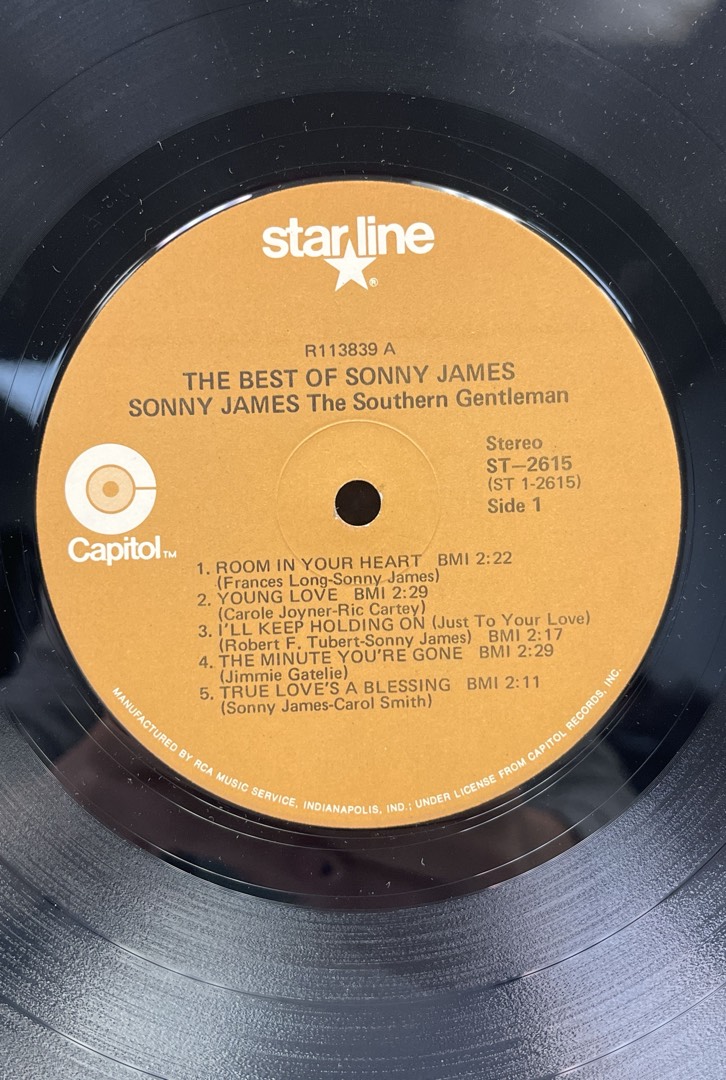 star line
®
R113839 A
THE BEST OF SONNY JAMES
SONNY JAMES The Southern Gentleman
Stereo
ST–2615
(ST 1-2615)
Side 1
Capitol TM
1. ROOM IN YOUR HEART BMI 2:22
(Frances Long-Sonny James)
2. YOUNG LOVE BMI 2:29
(Carole Joyner-Ric Cartey)
3. I'LL KEEP HOLDING ON (Just To Your Love)
(Robert F. Tubert-Sonny James) BMI 2:17
4. THE MINUTE YOU'RE GONE BMI 2:29
(Jimmie Gatelie)
5. TRUE LOVE'S A BLESSING BMI 2:11
(Sonny James-Carol Smith)
MANUFACTURED BY RCA MUSIC SERVICE, INDIANAPOLIS, IND.; UNDER LICENSE FROM CAPITOL RECORDS, INC.